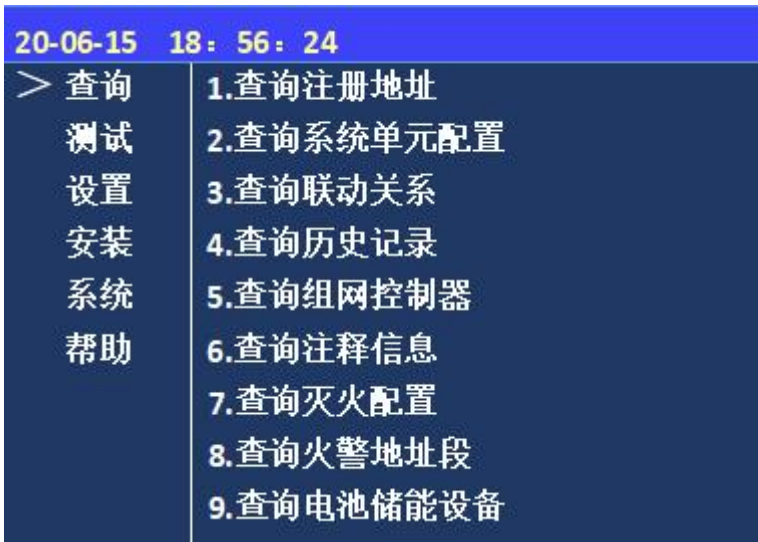 20-06-15 18：56：24
＞ 查询
测试
设置
安装
系统
帮助
1.查询注册地址
2.查询系统单元配置
3.查询联动关系
4.查询历史记录
5.查询组网控制器
6.查询注释信息
7.查询灭火配置
8.查询火警地址段
9.查询电池储能设备